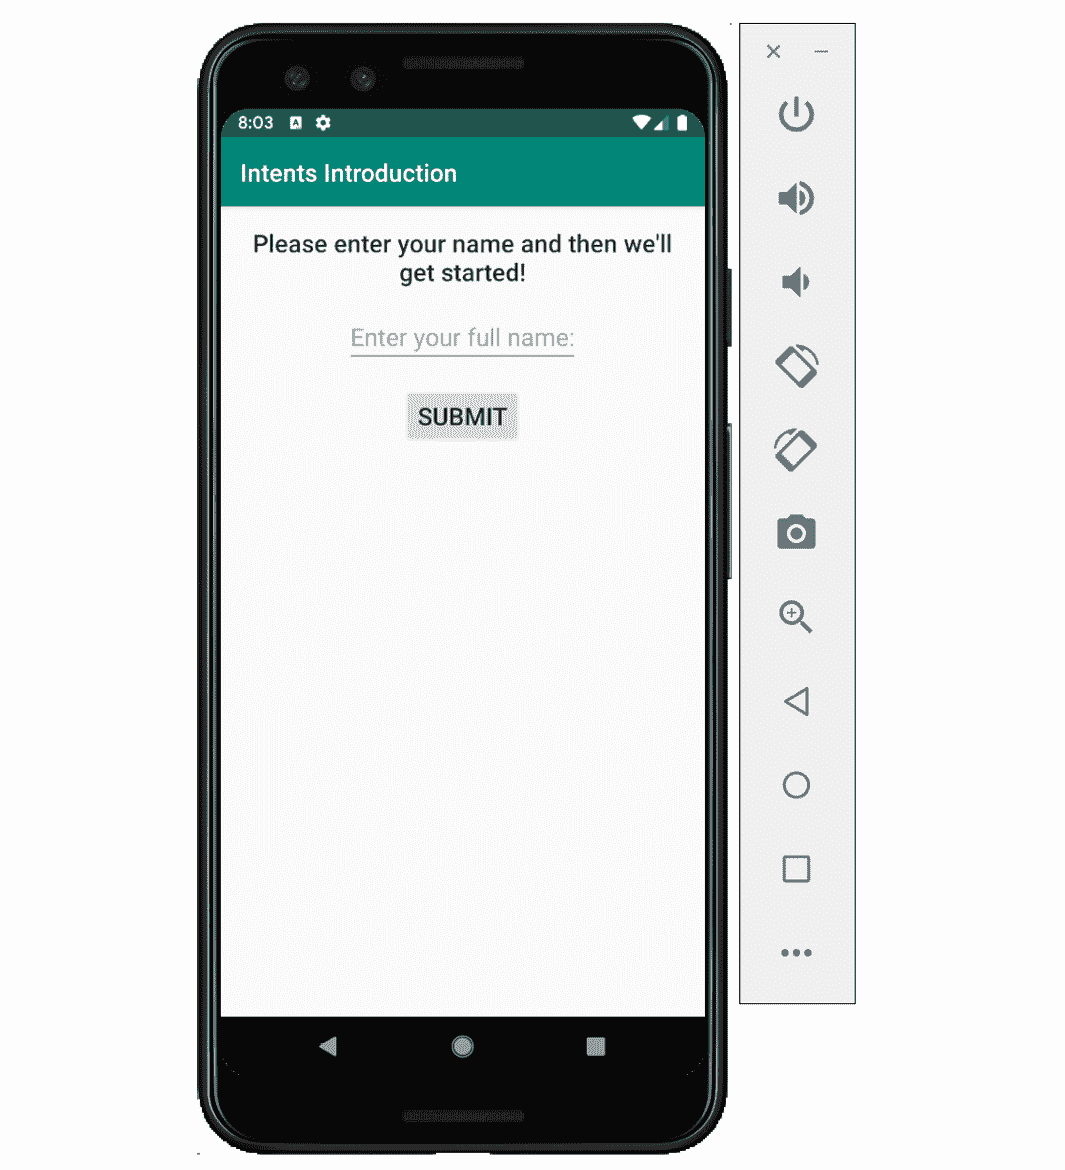 8:03
Intents Introduction
Please enter your name and then we'll
get started!
Enter your full name:
SUBMIT